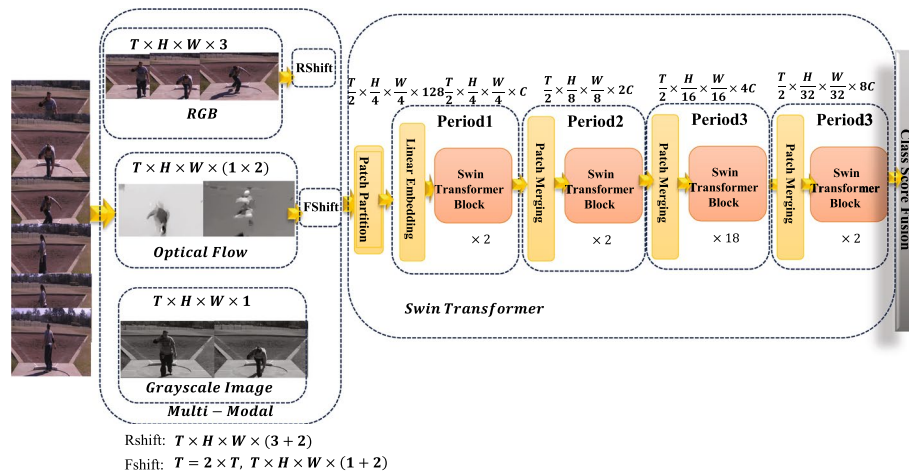 T × H × W × 3
RGB
RShift
T × H × W × (1 × 2)
Optical Flow
FShift
T × H × W × 1
Grayscale Image
Multi − Modal
Rshift: T × H × W × (3 + 2)
Fshift: T = 2 × T, T × H × W × (1 + 2)
T/2 × H/4 × W/4 × 128
T/2 × H/4 × W/4 × C
T/2 × H/8 × W/8 × 2C
T/2 × H/16 × W/16 × 4C
T/2 × H/32 × W/32 × 8C
Patch Partition
Linear Embedding
Period1
Swin
Transformer
Block
× 2
Patch Merging
Period2
Swin
Transformer
Block
× 2
Patch Merging
Period3
Swin
Transformer
Block
× 18
Patch Merging
Period3
Swin
Transformer
Block
× 2
Swin Transformer
Class Score Fusion